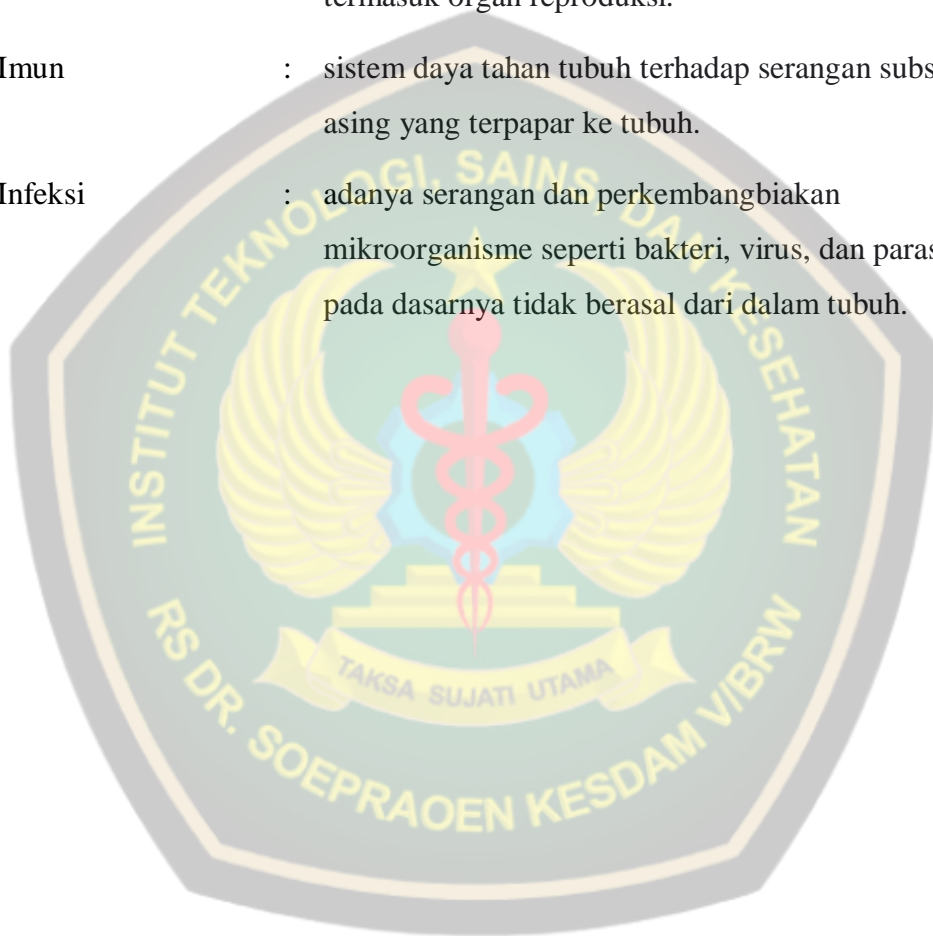 termasuk organ reproduksi.
Imun : sistem daya tahan tubuh terhadap serangan subs
asing yang terpapar ke tubuh.
Infeksi : adanya serangan dan perkembangbiakan
mikroorganisme seperti bakteri, virus, dan paras
pada dasarnya tidak berasal dari dalam tubuh.
INSTITUT TEKNOLOGI, SAINS, DAN KESEHATAN
TAKSA SUJATI UTAMA
RS DR. SOEPRAOEN KESDAM V/BRW